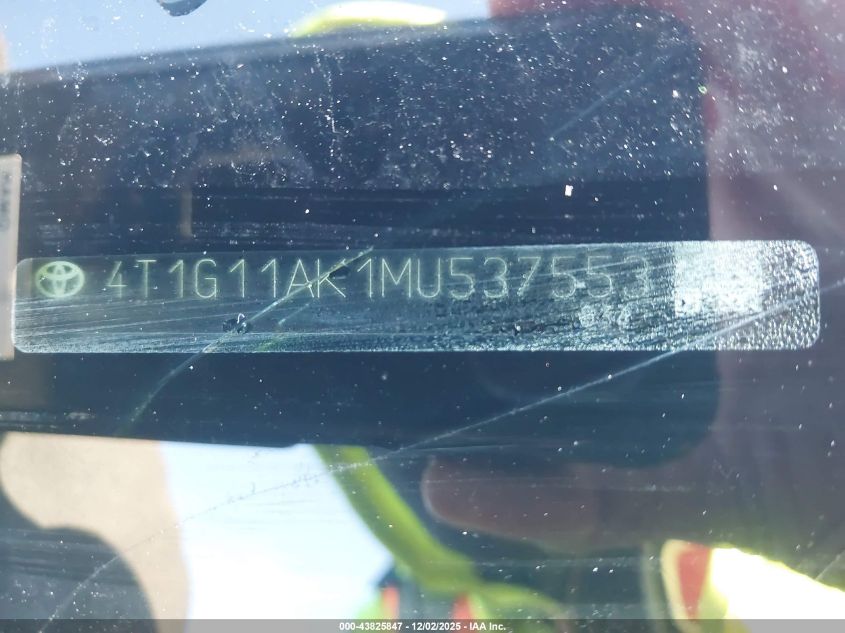 4T1G11AK1MU537553
000-43825847 - 12/02/2025 - IAA Inc.